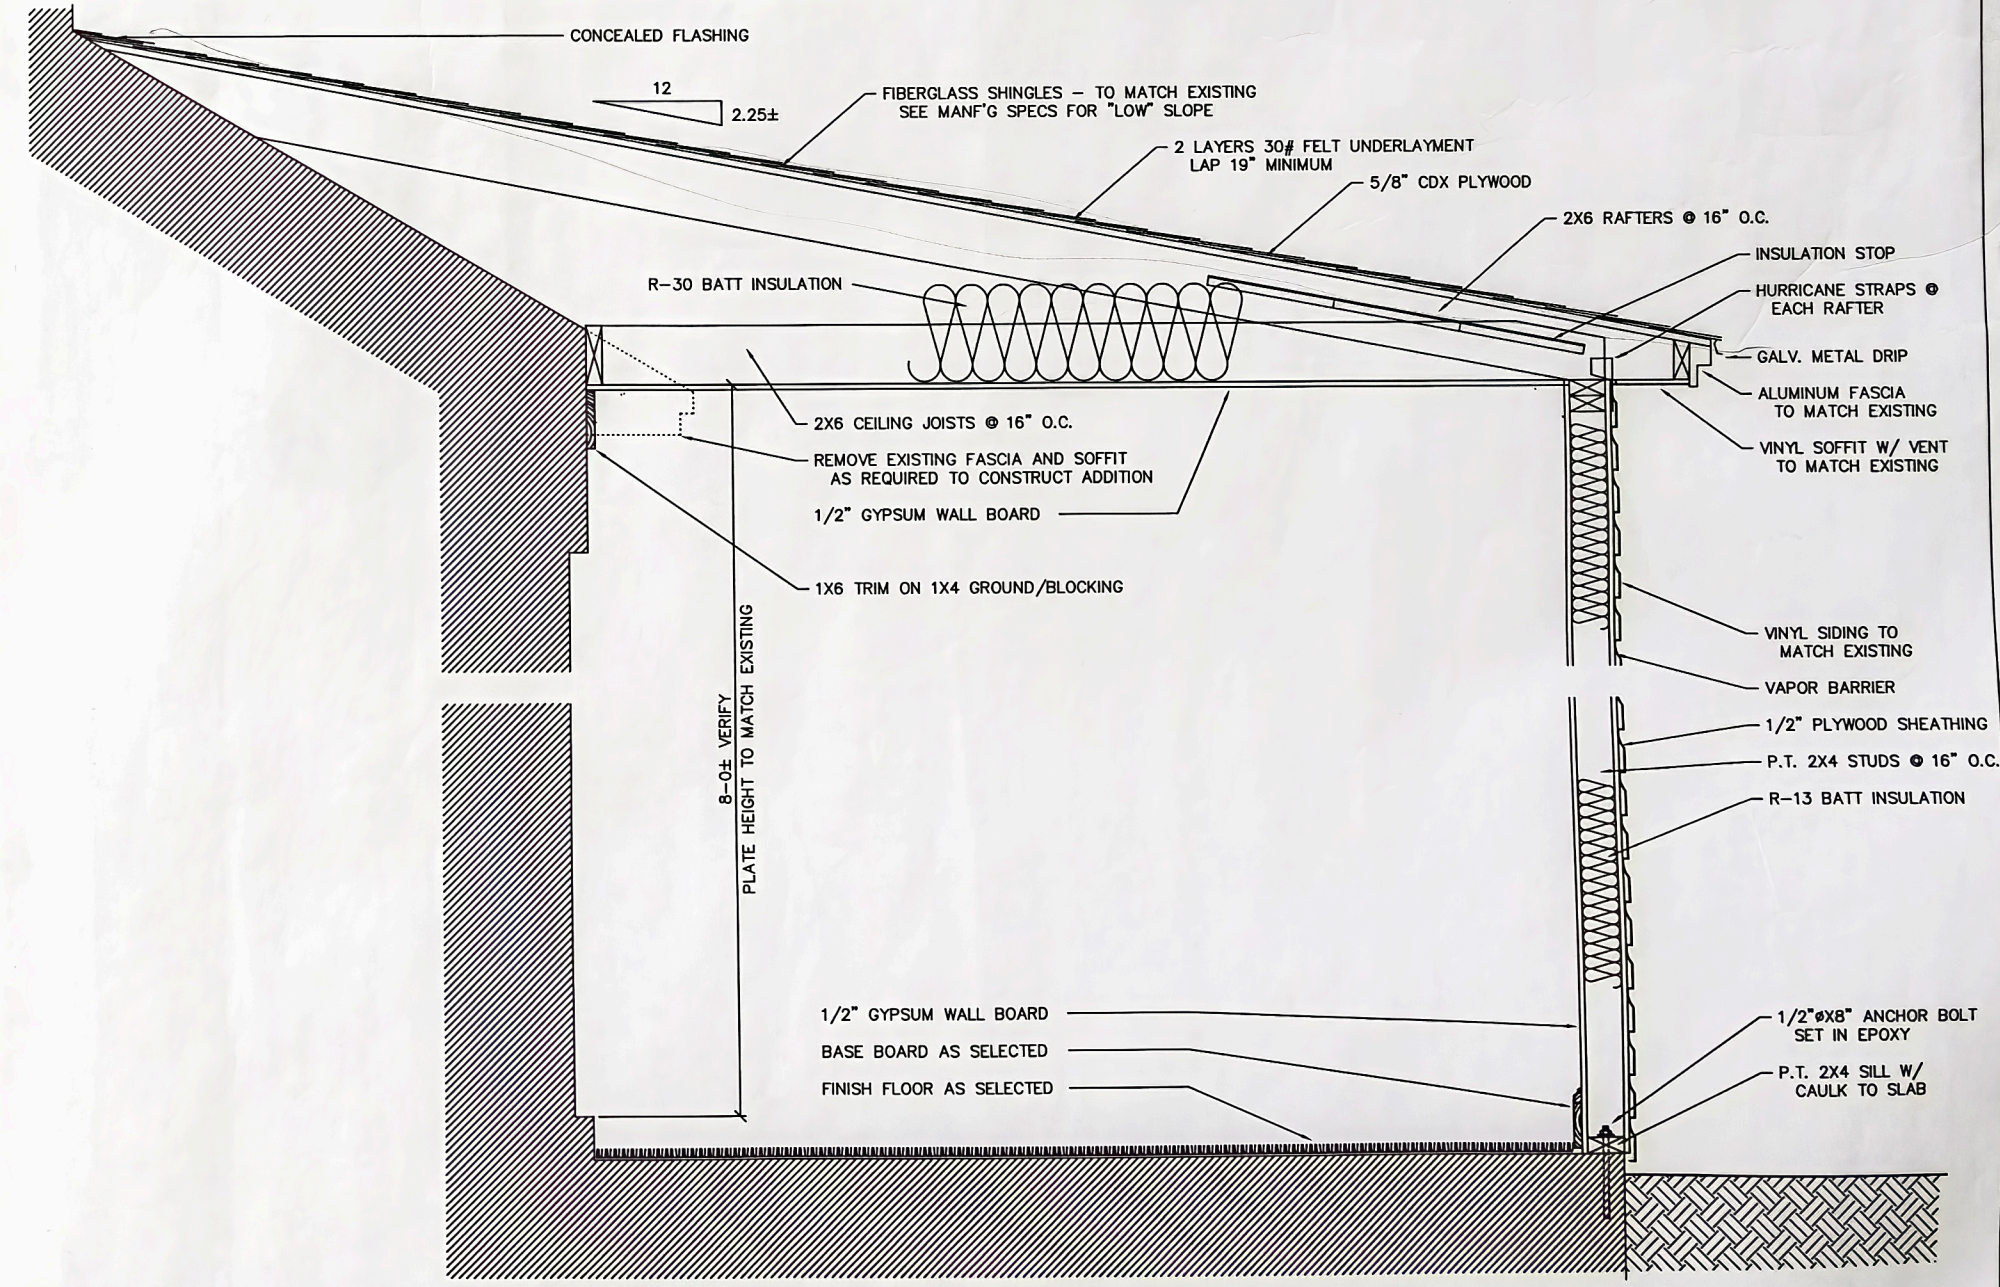 CONCEALED FLASHING
12
2.25±
FIBERGLASS SHINGLES – TO MATCH EXISTING
SEE MANF'G SPECS FOR "LOW" SLOPE
2 LAYERS 30# FELT UNDERLAYMENT
LAP 19" MINIMUM
5/8" CDX PLYWOOD
2X6 RAFTERS @ 16" O.C.
INSULATION STOP
HURRICANE STRAPS @
EACH RAFTER
GALV. METAL DRIP
ALUMINUM FASCIA
TO MATCH EXISTING
VINYL SOFFIT W/ VENT
TO MATCH EXISTING
R–30 BATT INSULATION
2X6 CEILING JOISTS @ 16" O.C.
REMOVE EXISTING FASCIA AND SOFFIT
AS REQUIRED TO CONSTRUCT ADDITION
1/2" GYPSUM WALL BOARD
1X6 TRIM ON 1X4 GROUND/BLOCKING
8–0± VERIFY
PLATE HEIGHT TO MATCH EXISTING
VINYL SIDING TO
MATCH EXISTING
VAPOR BARRIER
1/2" PLYWOOD SHEATHING
P.T. 2X4 STUDS @ 16" O.C.
R–13 BATT INSULATION
1/2" GYPSUM WALL BOARD
BASE BOARD AS SELECTED
FINISH FLOOR AS SELECTED
1/2"øX8" ANCHOR BOLT
SET IN EPOXY
P.T. 2X4 SILL W/
CAULK TO SLAB